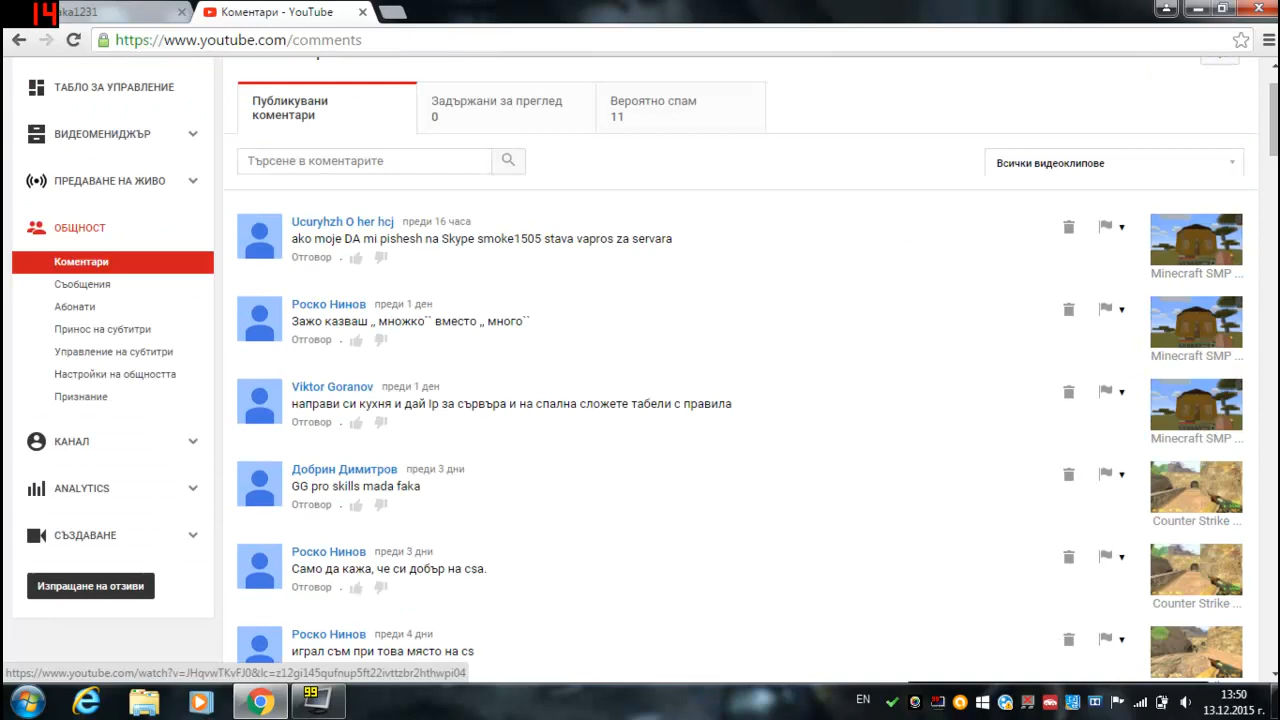 14
aka1231
Коментари - YouTube
https://www.youtube.com/comments
ТАБЛО ЗА УПРАВЛЕНИЕ
ВИДЕОМЕНИДЖЪР
ПРЕДАВАНЕ НА ЖИВО
ОБЩНОСТ
Коментари
Съобщения
Абонати
Принос на субтитри
Управление на субтитри
Настройки на общността
Признание
КАНАЛ
ANALYTICS
СЪЗДАВАНЕ
Изпращане на отзиви
Публикувани
коментари
Задържани за преглед
0
Вероятно спам
11
Търсене в коментарите
Всички видеоклипове
Ucuryhzh O her hcj преди 16 часа
ako moje DA mi pishesh na Skype smoke1505 stava vapros za servara
Отговор
Minecraft SMP ...
Роско Нинов преди 1 ден
Зажо казваш ,, множко`` вместо ,, много``
Отговор
Minecraft SMP ...
Viktor Goranov преди 1 ден
направи си кухня и дай Ip за сървъра и на спална сложете табели с правила
Отговор
Minecraft SMP ...
Добрин Димитров преди 3 дни
GG pro skills mada faka
Отговор
Counter Strike ...
Роско Нинов преди 3 дни
Само да кажа, че си добър на csa.
Отговор
Counter Strike ...
Роско Нинов преди 4 дни
играл съм при това място на cs
https://www.youtube.com/watch?v=JHqvwTKvFJ0&lc=z12gi145qufnup5ft22ivttzbr2hthwpi04
99
EN
13:50
13.12.2015 г.